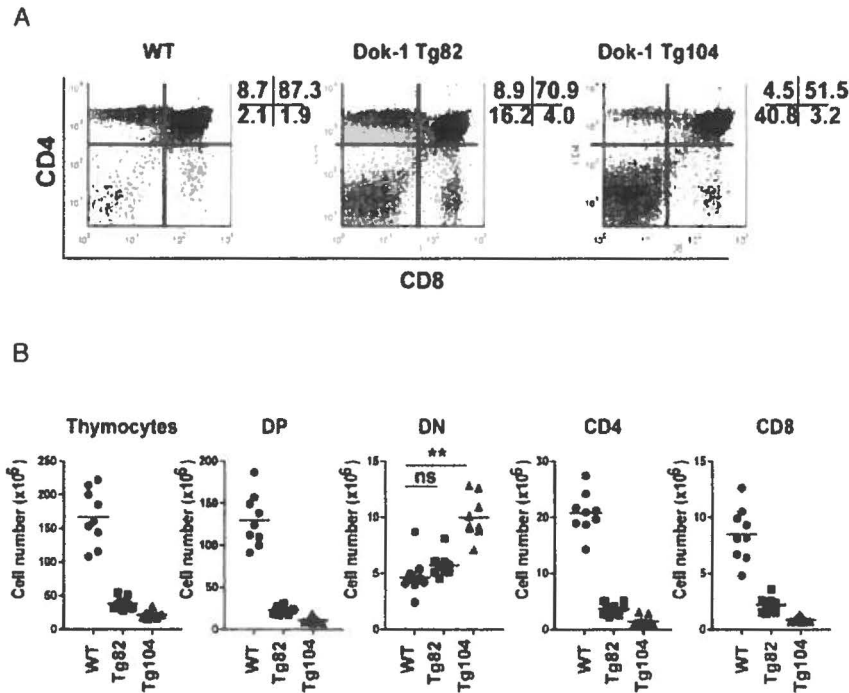 A
WT Dok-1 Tg82 Dok-1 Tg104
8.7 87.3
2.1 1.9
8.9 70.9
16.2 4.0
4.5 51.5
40.8 3.2
CD4
CD8
B
Thymocytes DP DN CD4 CD8
Cell number (x10⁶)
250
200
150
100
50
0
WT Tg82 Tg104
Cell number (x10⁶)
200
150
100
50
0
WT Tg82 Tg104
Cell number (x10⁶)
15
10
5
0
**
ns
WT Tg82 Tg104
Cell number (x10⁶)
30
20
10
0
WT Tg82 Tg104
Cell number (x10⁶)
15
10
5
0
WT Tg82 Tg104